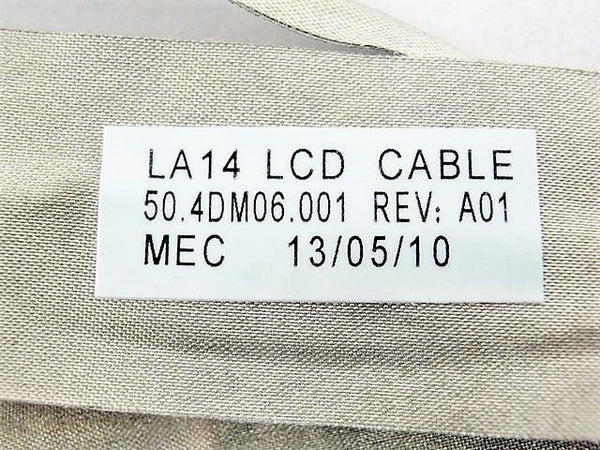 LA14 LCD CABLE
50.4DM06.001 REV: A01
MEC 13/05/10